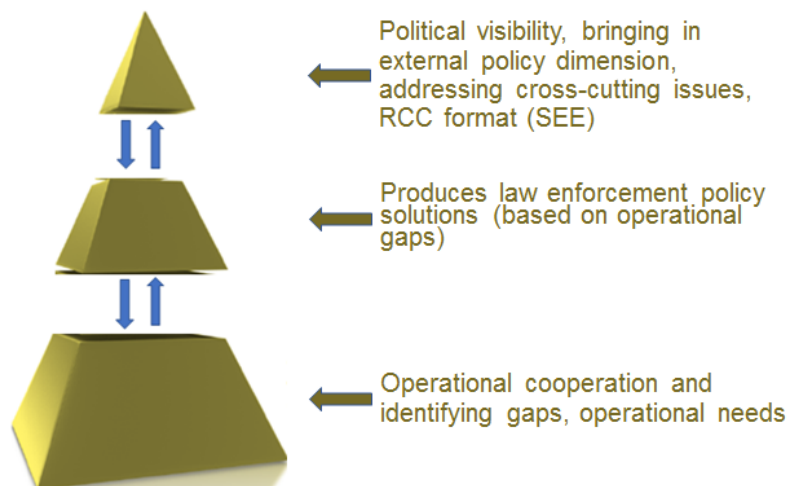 Political visibility, bringing in
external policy dimension,
addressing cross-cutting issues,
RCC format (SEE)
Produces law enforcement policy
solutions (based on operational
gaps)
Operational cooperation and
identifying gaps, operational needs